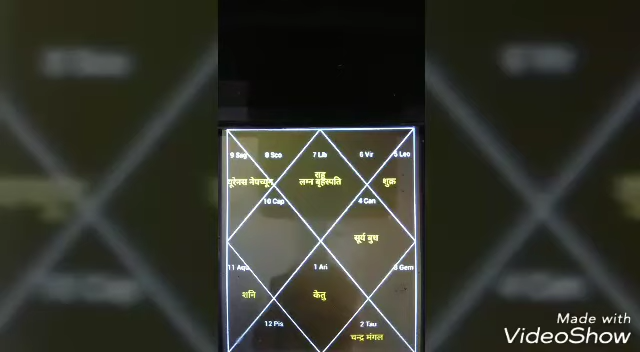 9 Sag 8 Sco 7 Lib 6 Vir 5 Leo
राहु
यूरेनस नेपच्यून लग्न बृहस्पति शुक्र
10 Cap 4 Can
सूर्य बुध
11 Aqu 1 Ari 3 Gem
शनि केतु
12 Pis 2 Tau
चन्द्र मंगल
Made with
VideoShow